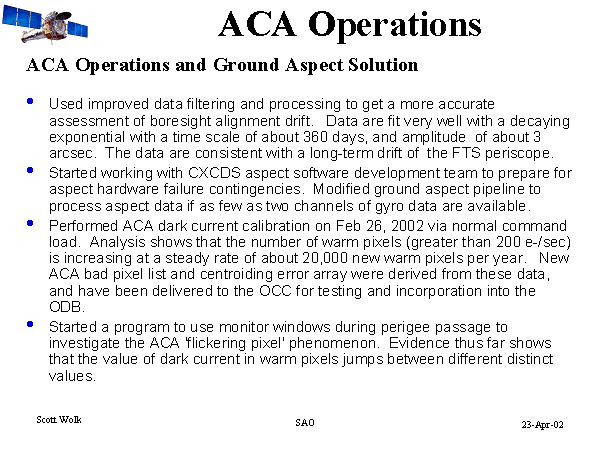 ACA Operations
ACA Operations and Ground Aspect Solution
• Used improved data filtering and processing to get a more accurate
assessment of boresight alignment drift.   Data are fit very well with a decaying
exponential with a time scale of about 360 days, and amplitude  of about 3
arcsec.  The data are consistent with a long-term drift of  the FTS periscope.
• Started working with CXCDS aspect software development team to prepare for
aspect hardware failure contingencies.  Modified ground aspect pipeline to
process aspect data if as few as two channels of gyro data are available.
• Performed ACA dark current calibration on Feb 26, 2002 via normal command
load.  Analysis shows that the number of warm pixels (greater than 200 e-/sec)
is increasing at a steady rate of about 20,000 new warm pixels per year.   New
ACA bad pixel list and centroiding error array were derived from these data,
and have been delivered to the OCC for testing and incorporation into the
ODB.
• Started a program to use monitor windows during perigee passage to
investigate the ACA 'flickering pixel' phenomenon.  Evidence thus far shows
that the value of dark current in warm pixels jumps between different distinct
values.
Scott Wolk
SAO
23-Apr-02